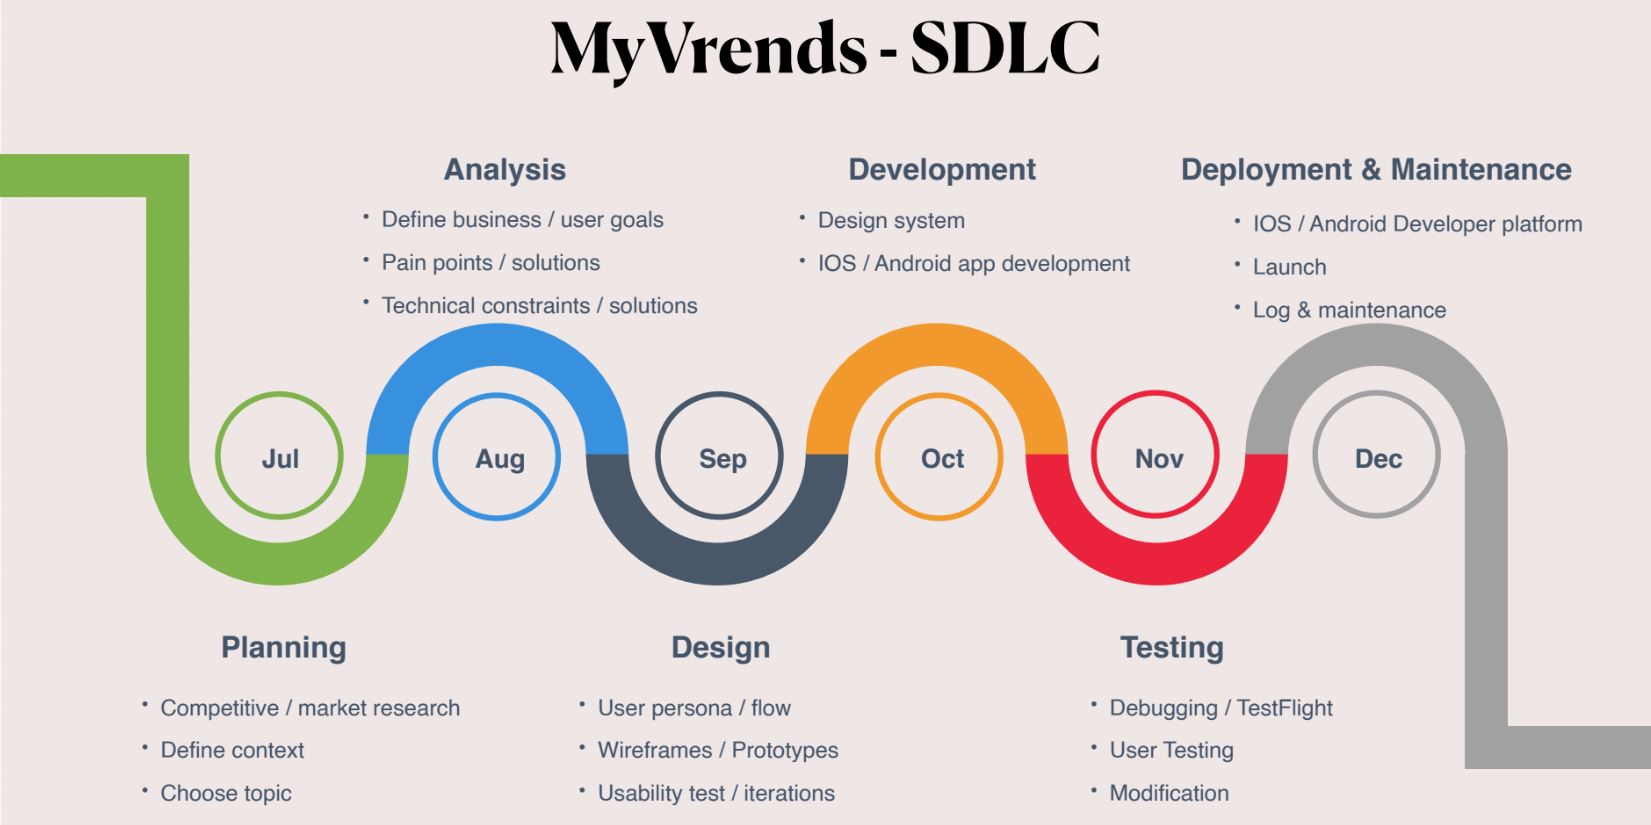 MyVrends - SDLC
Analysis
• Define business / user goals
• Pain points / solutions
• Technical constraints / solutions
Development
• Design system
• IOS / Android app development
Deployment & Maintenance
• IOS / Android Developer platform
• Launch
• Log & maintenance
Jul
Aug
Sep
Oct
Nov
Dec
Planning
• Competitive / market research
• Define context
• Choose topic
Design
• User persona / flow
• Wireframes / Prototypes
• Usability test / iterations
Testing
• Debugging / TestFlight
• User Testing
• Modification